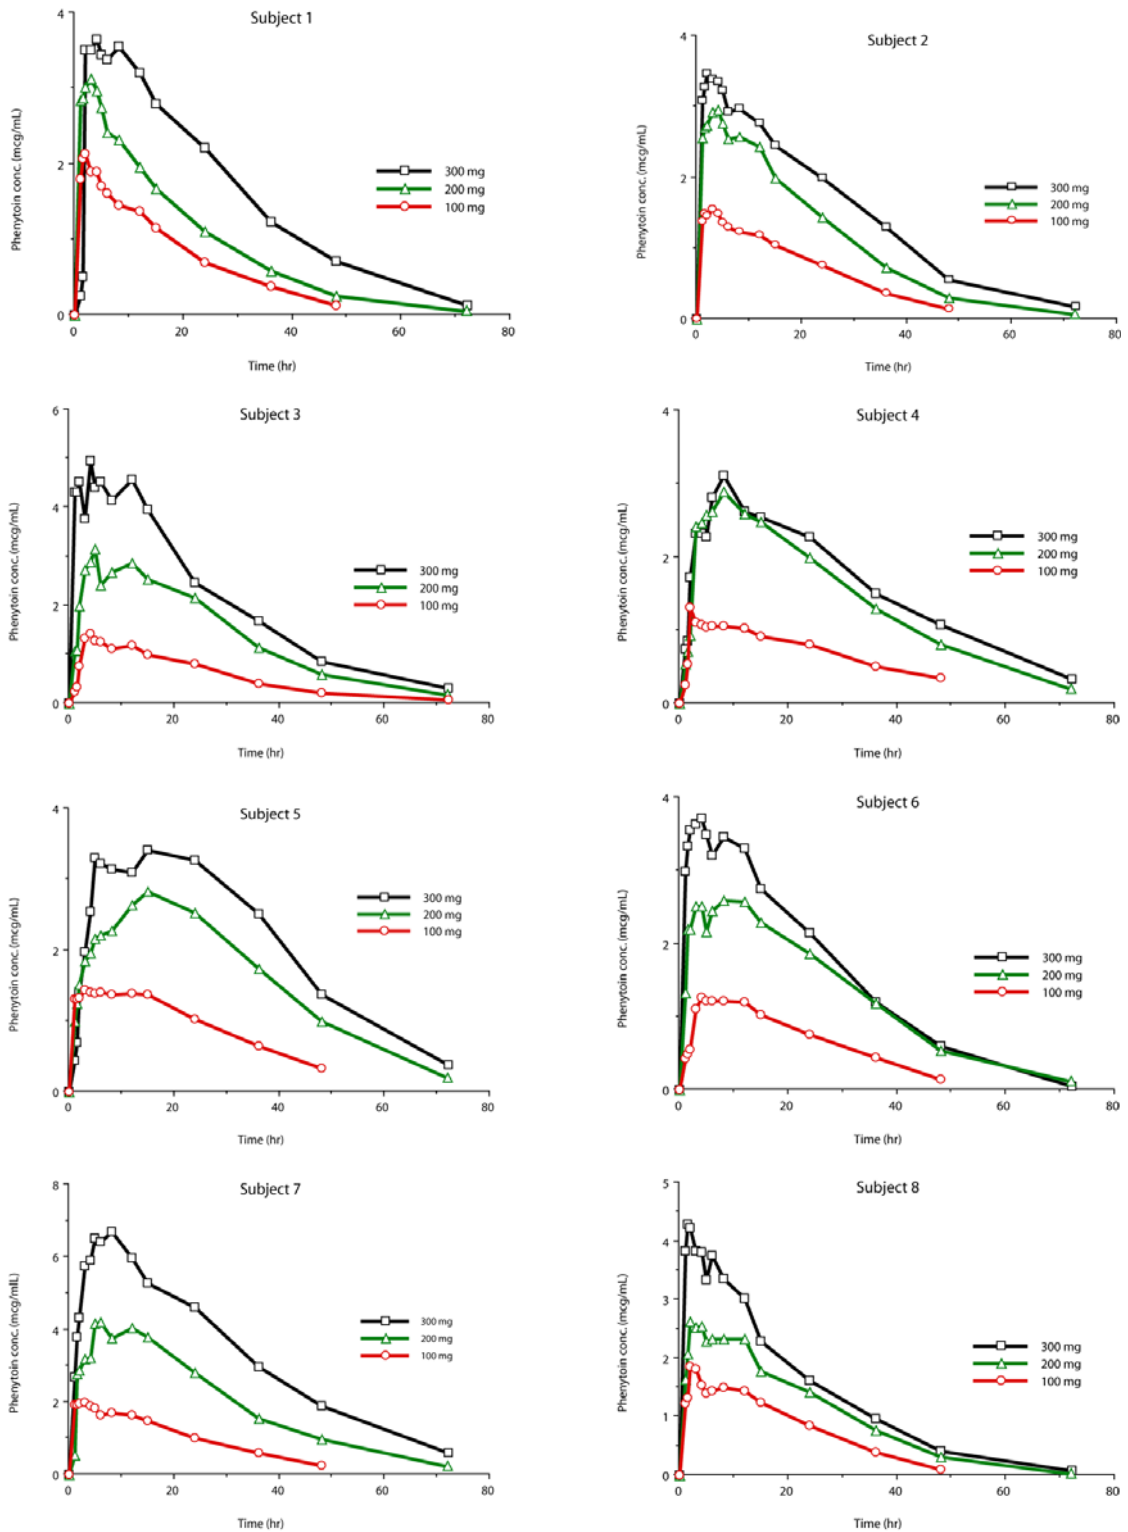 Subject 1
4
2
0
Phenytoin conc. (mcg/mL)
300 mg
200 mg
100 mg
0 20 40 60 80
Time (hr)
Subject 2
4
2
0
Phenytoin conc. (mcg/mL)
300 mg
200 mg
100 mg
0 20 40 60 80
Time (hr)
Subject 3
6
4
2
0
Phenytoin conc. (mcg/mL)
300 mg
200 mg
100 mg
0 20 40 60 80
Time (hr)
Subject 4
4
2
0
Phenytoin conc. (mcg/mL)
300 mg
200 mg
100 mg
0 20 40 60 80
Time (hr)
Subject 5
4
2
0
Phenytoin conc. (mcg/mL)
300 mg
200 mg
100 mg
0 20 40 60 80
Time (hr)
Subject 6
4
2
0
Phenytoin conc. (mcg/mL)
300 mg
200 mg
100 mg
0 20 40 60 80
Time (hr)
Subject 7
8
6
4
2
0
Phenytoin conc. (mcg/mL)
300 mg
200 mg
100 mg
0 20 40 60 80
Time (hr)
Subject 8
5
4
3
2
1
0
Phenytoin conc. (mcg/mL)
300 mg
200 mg
100 mg
0 20 40 60 80
Time (hr)